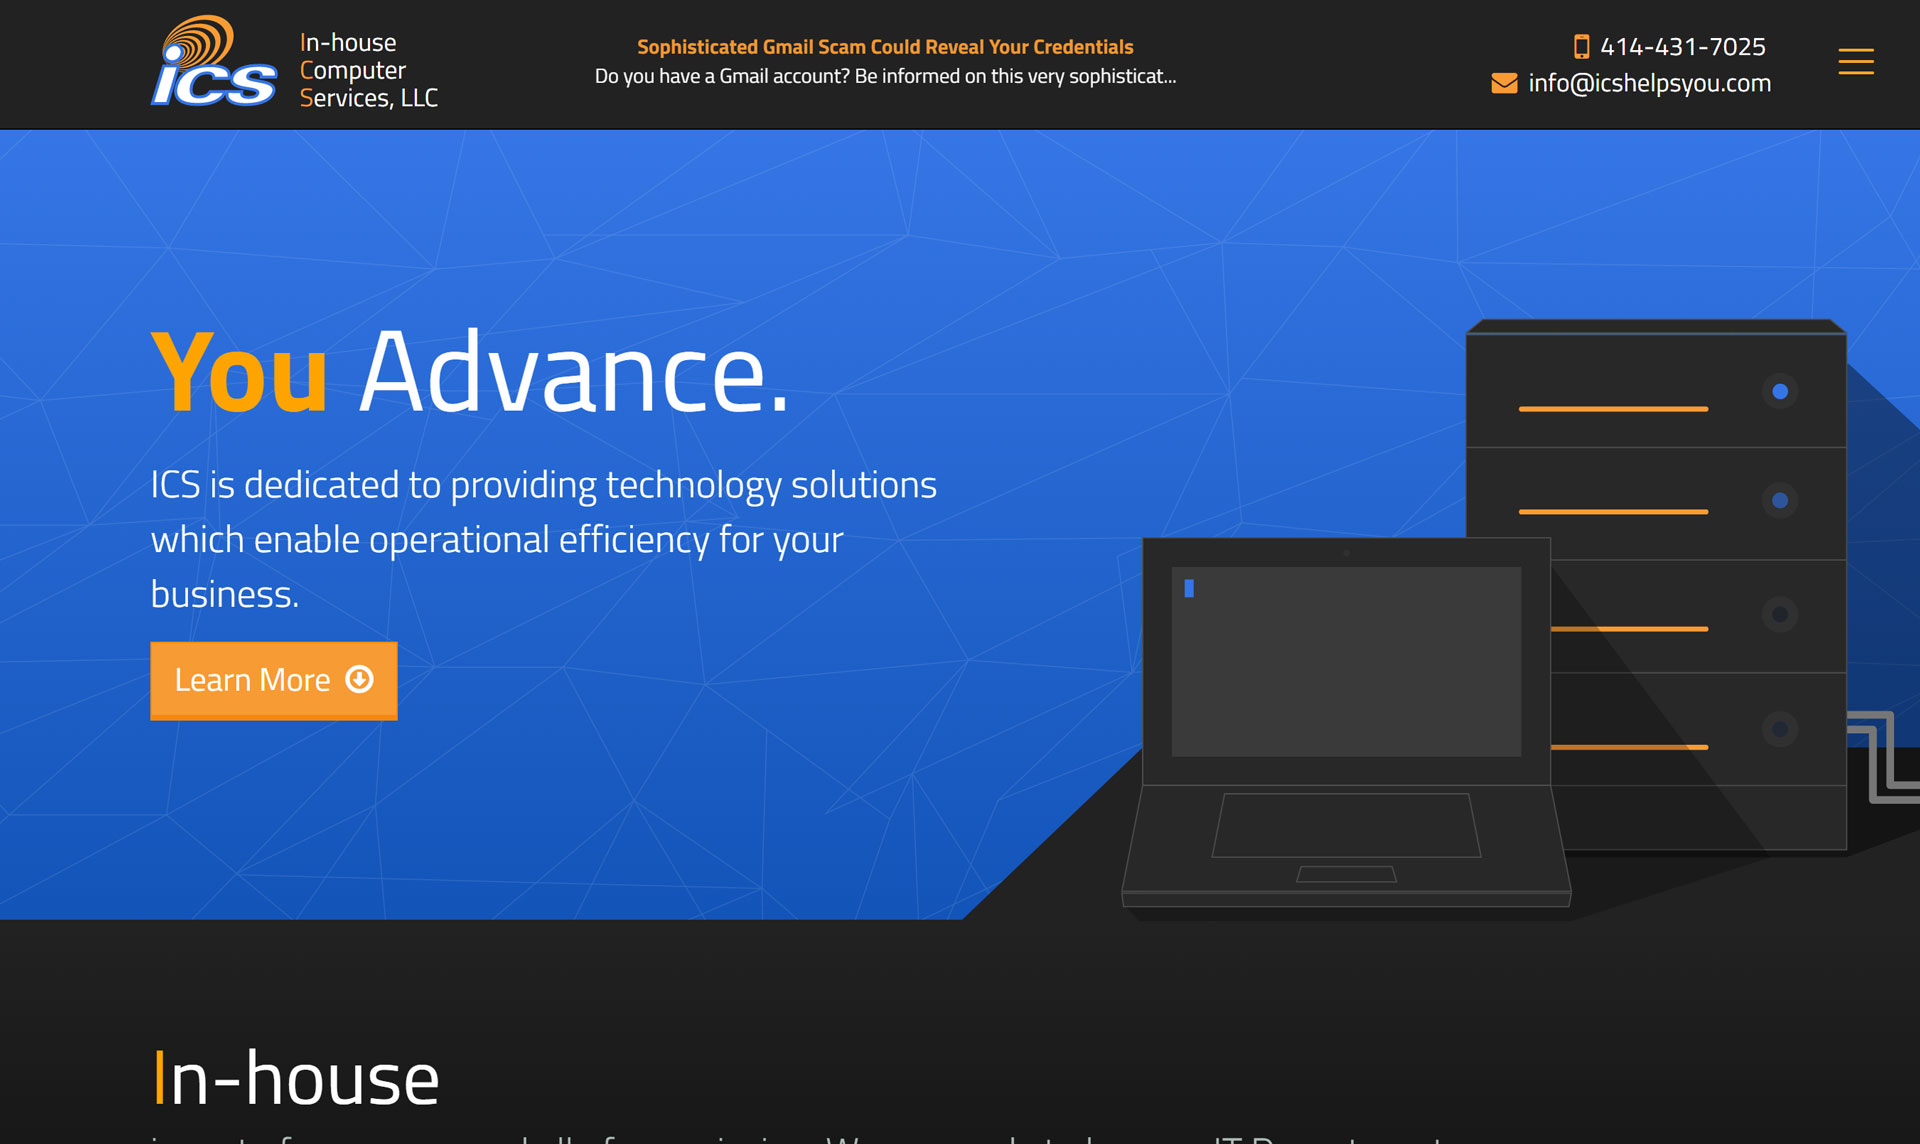 ics
In-house
Computer
Services, LLC
Sophisticated Gmail Scam Could Reveal Your Credentials
Do you have a Gmail account? Be informed on this very sophisticat...
414-431-7025
info@icshelpsyou.com
You Advance.
ICS is dedicated to providing technology solutions
which enable operational efficiency for your
business.
Learn More
In-house